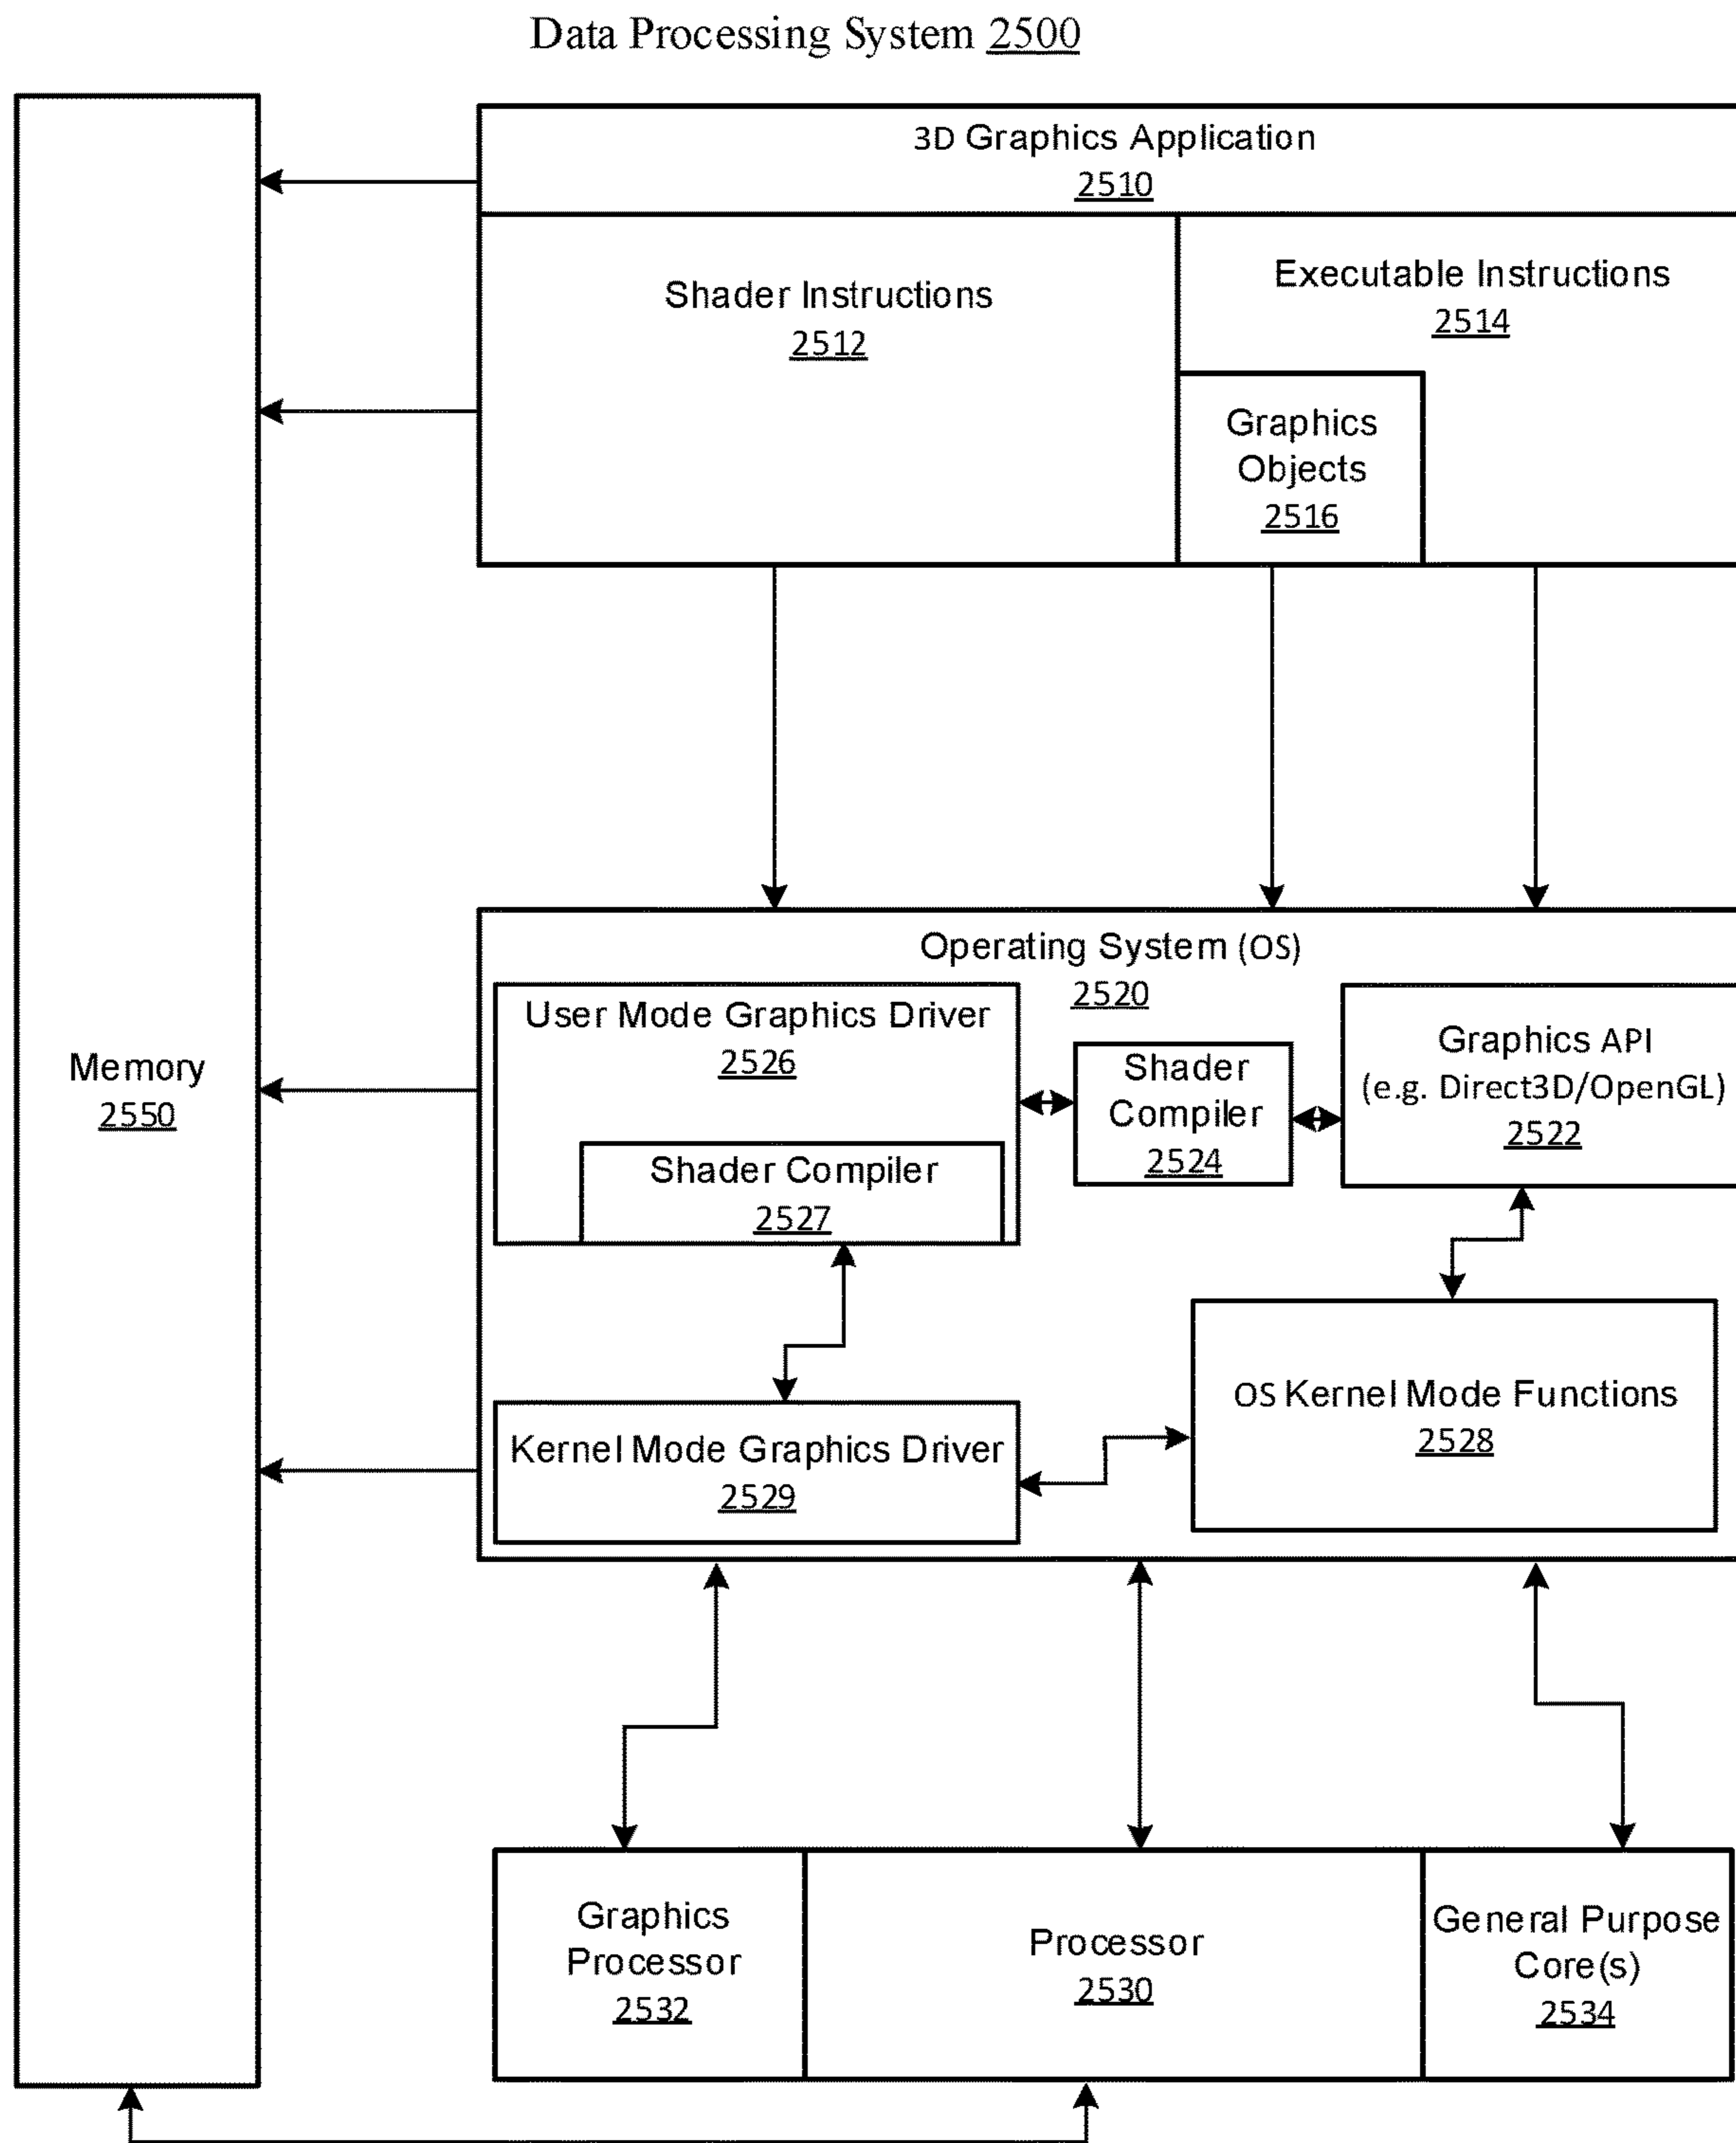 Data Processing System 2500
3D Graphics Application
2510
Shader Instructions
2512
Executable Instructions
2514
Graphics
Objects
2516
Memory
2550
Operating System (OS)
2520
User Mode Graphics Driver
2526
Shader Compiler
2527
Shader
Compiler
2524
Graphics API
(e.g. Direct3D/OpenGL)
2522
Kernel Mode Graphics Driver
2529
OS Kernel Mode Functions
2528
Graphics
Processor
2532
Processor
2530
General Purpose
Core(s)
2534